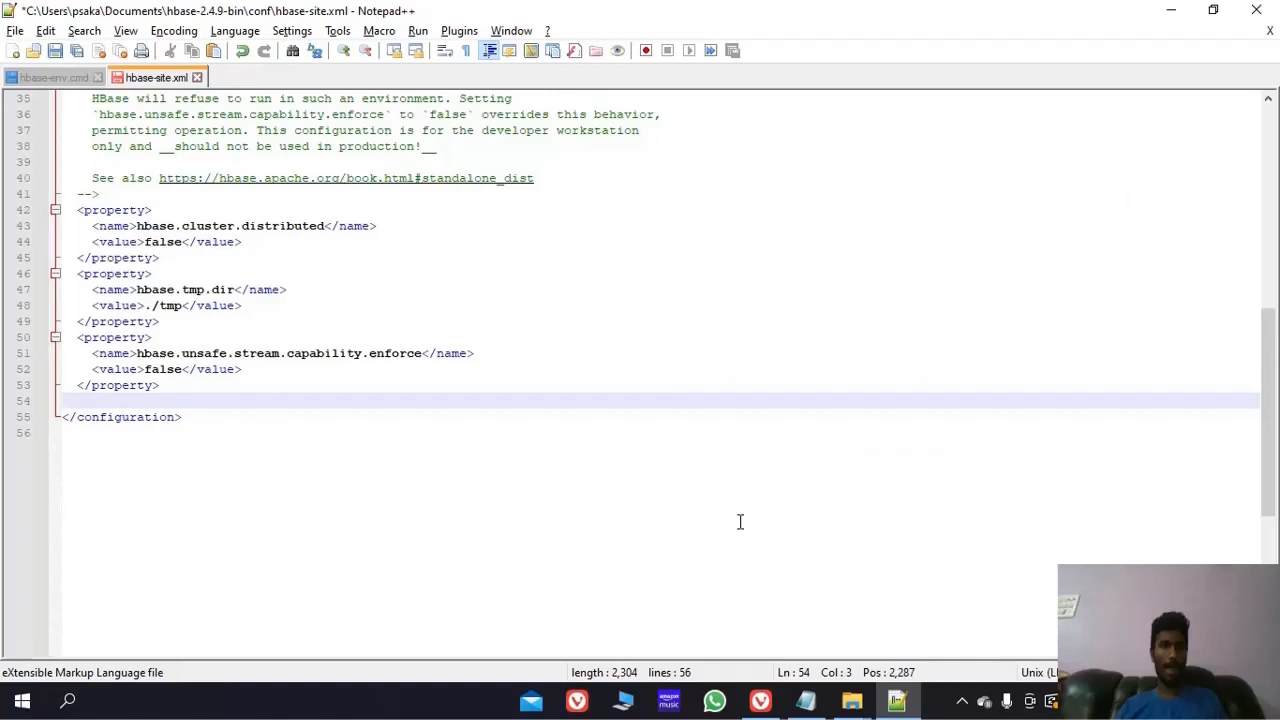 *C:\Users\psaka\Documents\hbase-2.4.9-bin\conf\hbase-site.xml - Notepad++
File Edit Search View Encoding Language Settings Tools Macro Run Plugins Window ? X
hbase-env.cmd hbase-site.xml
35 HBase will refuse to run in such an environment. Setting
36 `hbase.unsafe.stream.capability.enforce` to `false` overrides this behavior,
37 permitting operation. This configuration is for the developer workstation
38 only and __should not be used in production!__
39
40 See also https://hbase.apache.org/book.html#standalone_dist
41 -->
42 <property>
43 <name>hbase.cluster.distributed</name>
44 <value>false</value>
45 </property>
46 <property>
47 <name>hbase.tmp.dir</name>
48 <value>./tmp</value>
49 </property>
50 <property>
51 <name>hbase.unsafe.stream.capability.enforce</name>
52 <value>false</value>
53 </property>
54
55 </configuration>
56
eXtensible Markup Language file length : 2,304 lines : 56 Ln : 54 Col : 3 Pos : 2,287 Unix (L
amazon music